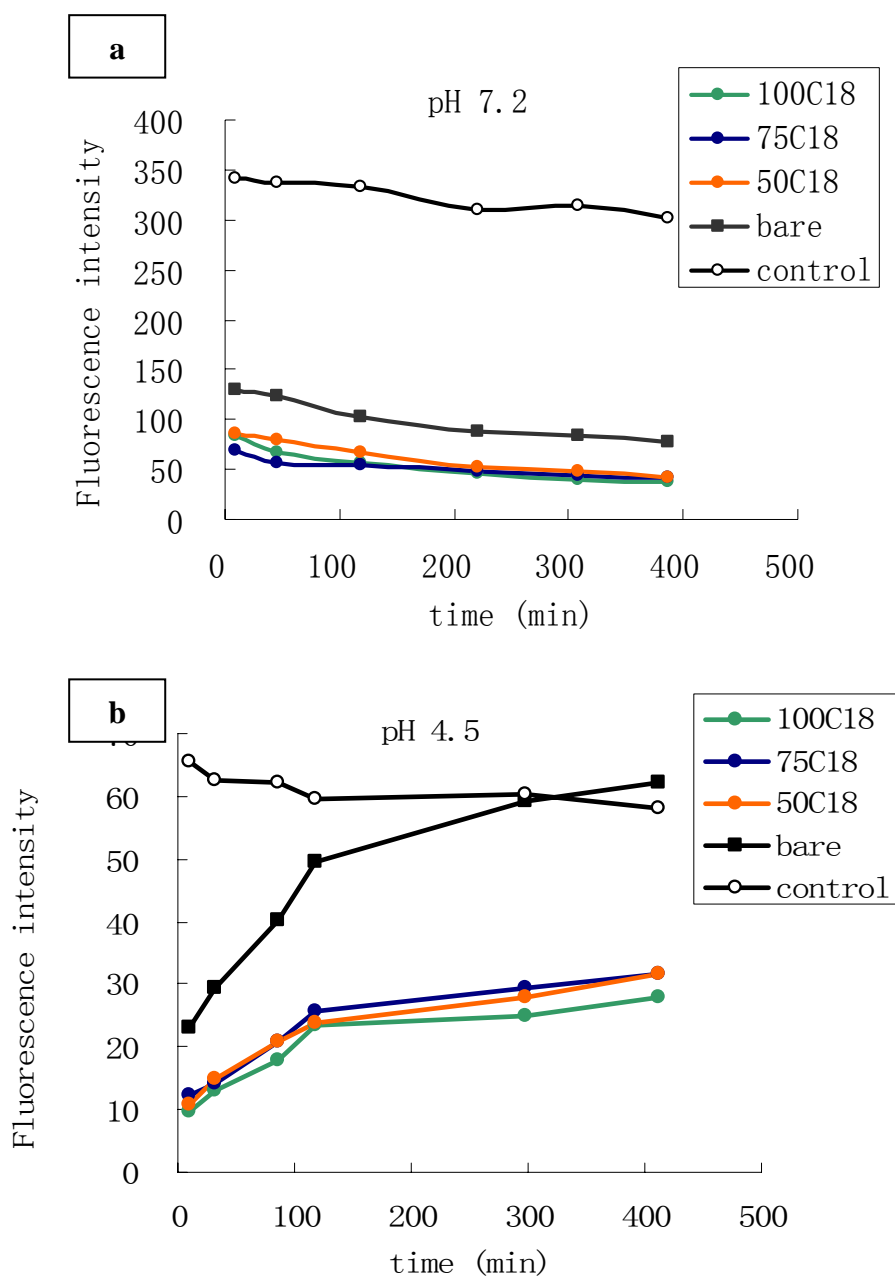 a
pH 7.2
400
350
300
250
200
150
100
50
0
Fluorescence intensity
0 100 200 300 400 500
time (min)
100C18
75C18
50C18
bare
control
b
pH 4.5
60
50
40
30
20
10
0
Fluorescence intensity
0 100 200 300 400 500
time (min)
100C18
75C18
50C18
bare
control